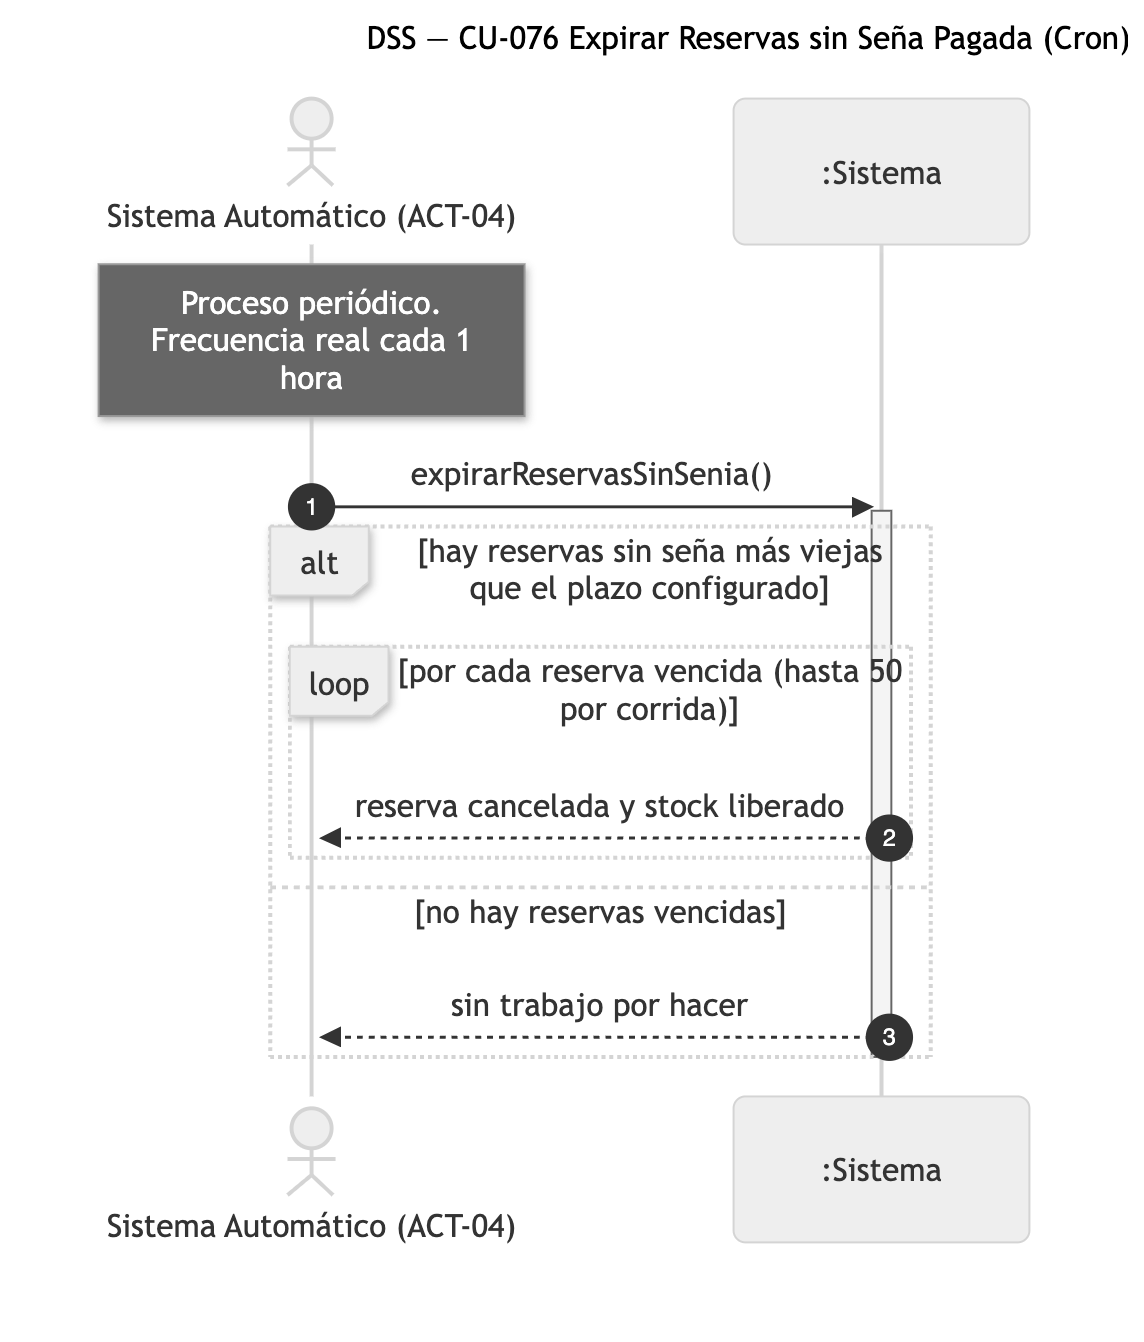 DSS — CU-076 Expirar Reservas sin Seña Pagada (Cron)
Sistema Automático (ACT-04)
:Sistema
Proceso periódico.
Frecuencia real cada 1
hora
expirarReservasSinSenia()
1
alt
[hay reservas sin seña más viejas
que el plazo configurado]
loop
[por cada reserva vencida (hasta 50
por corrida)]
reserva cancelada y stock liberado
2
[no hay reservas vencidas]
sin trabajo por hacer
3
Sistema Automático (ACT-04)
:Sistema